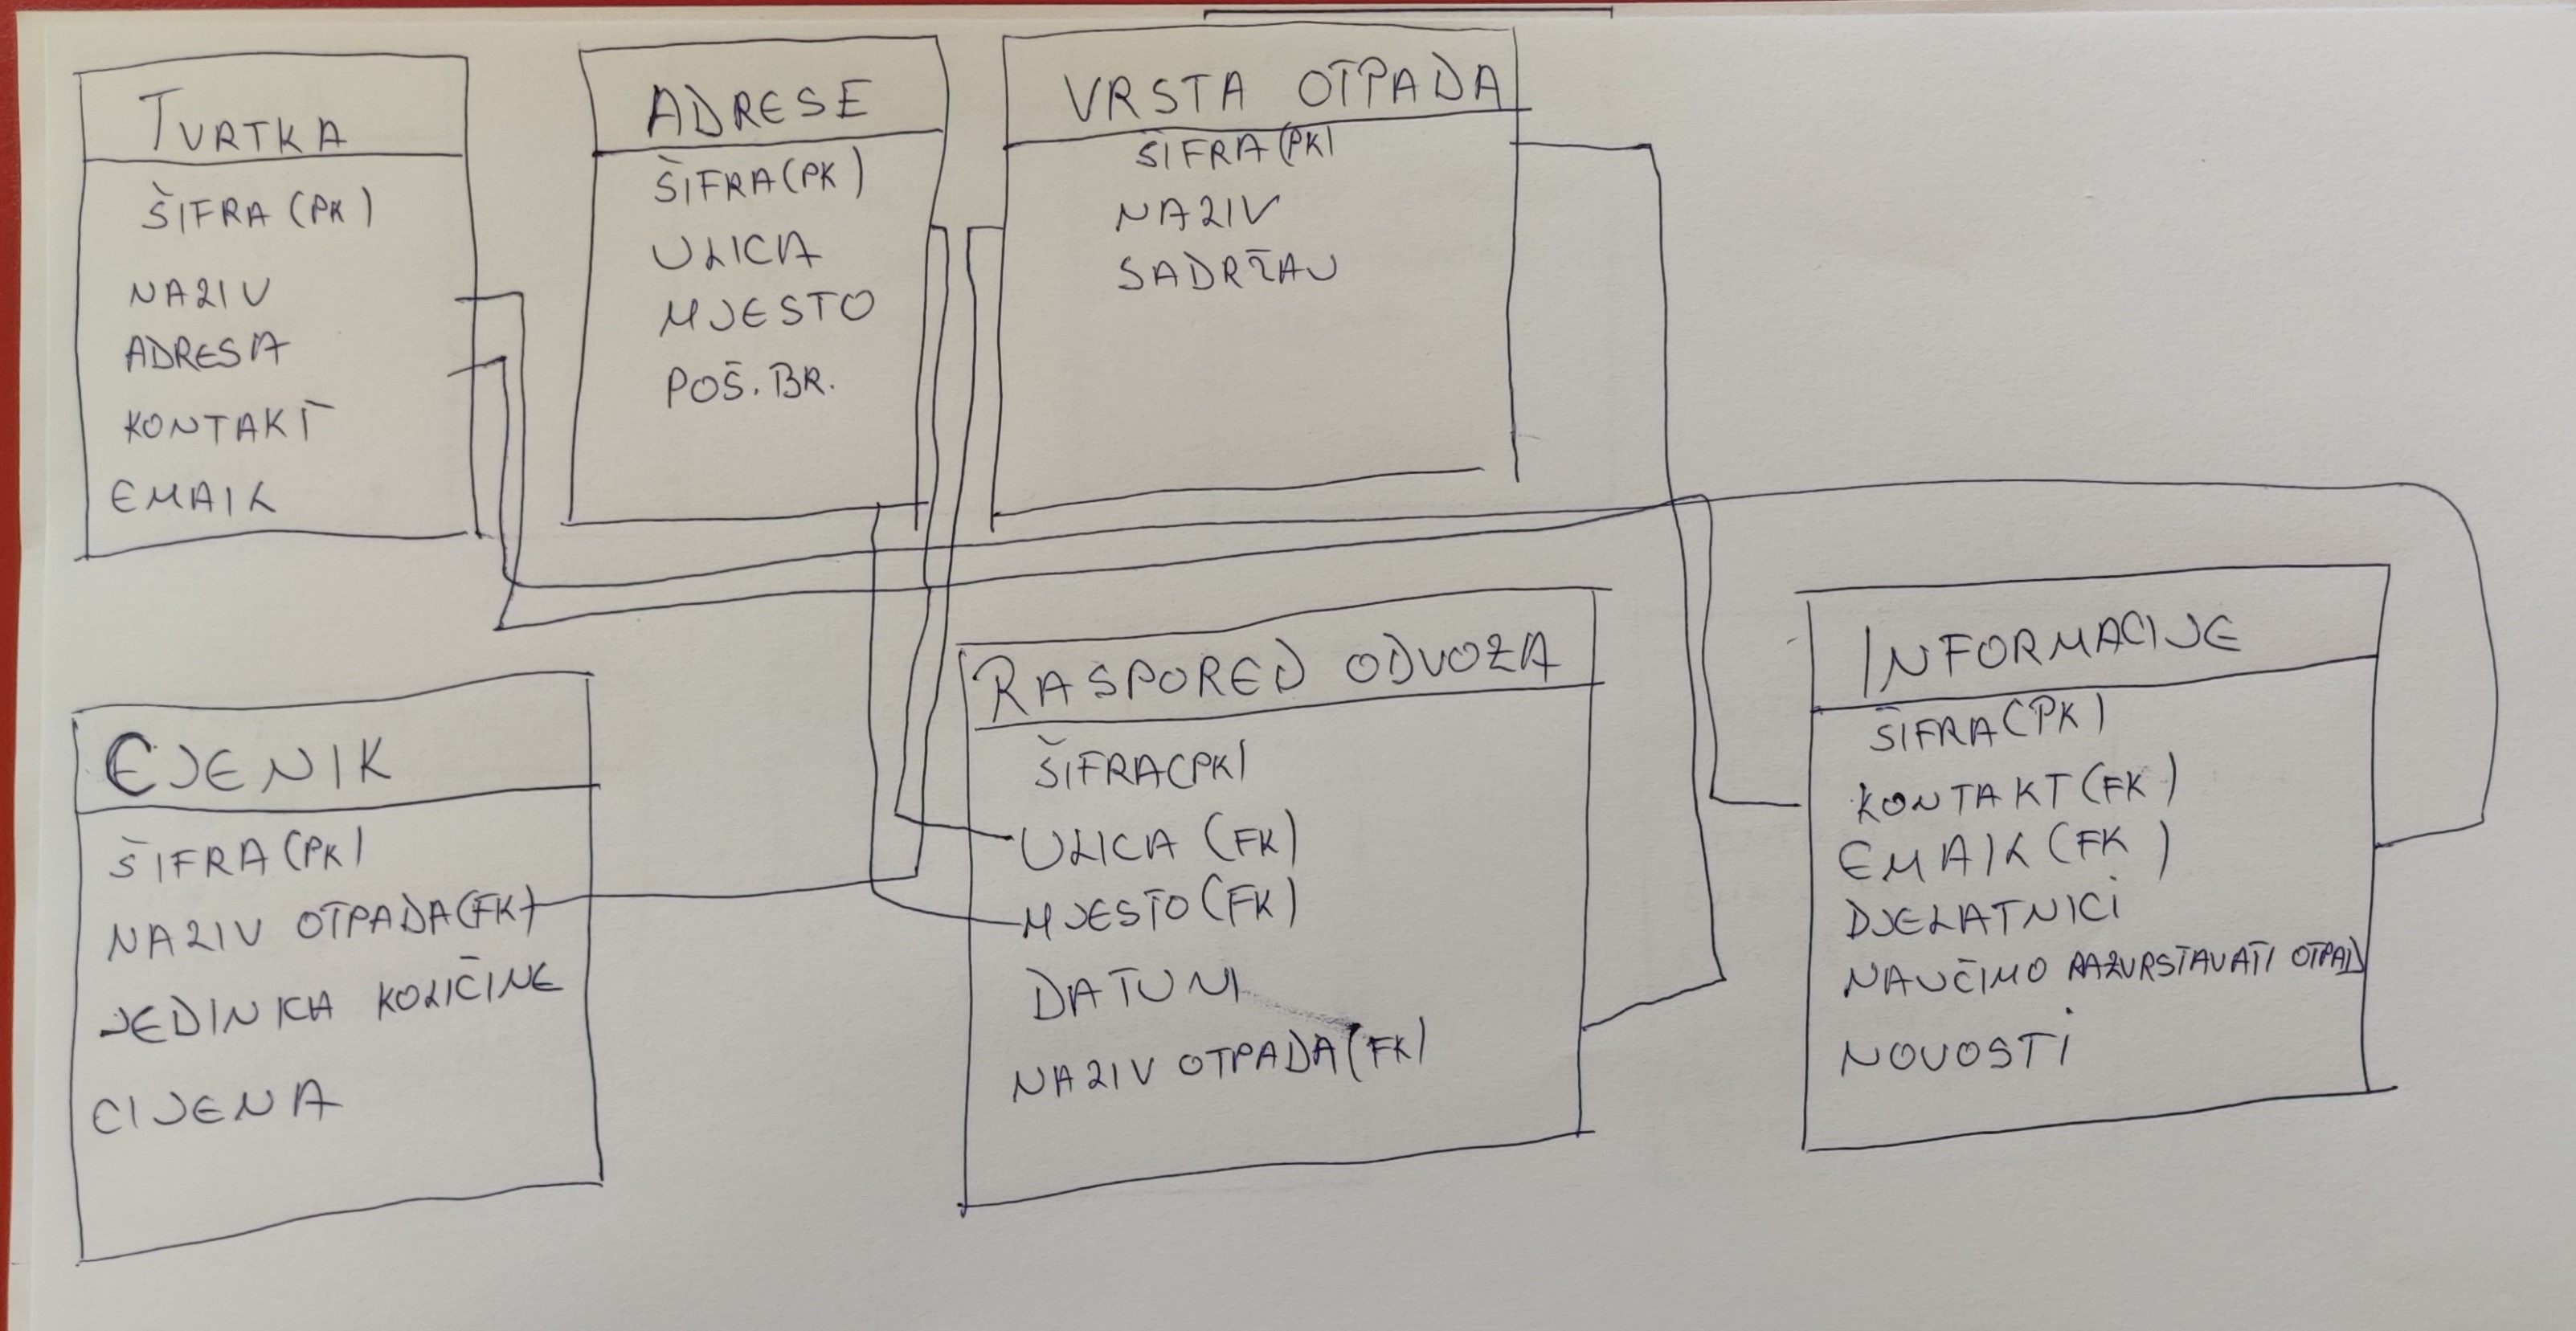 TVRTKA
ŠIFRA (PK)
NAZIV
ADRESA
KONTAKT
EMAIL
ADRESE
ŠIFRA (PK)
ULICA
MJESTO
POŠ. BR.
VRSTA OTPADA
ŠIFRA (PK)
NAZIV
SADRŽAJ
CJENIK
ŠIFRA (PK)
NAZIV OTPADA (FK)
JEDINICA KOLIČINE
CIJENA
RASPORED ODVOZA
ŠIFRA (PK)
ULICA (FK)
MJESTO (FK)
DATUMI
NAZIV OTPADA (FK)
INFORMACIJE
ŠIFRA (PK)
KONTAKT (FK)
EMAIL (FK)
DJELATNICI
NAUČIMO RAZVRSTAVATI OTPAD
NOVOSTI